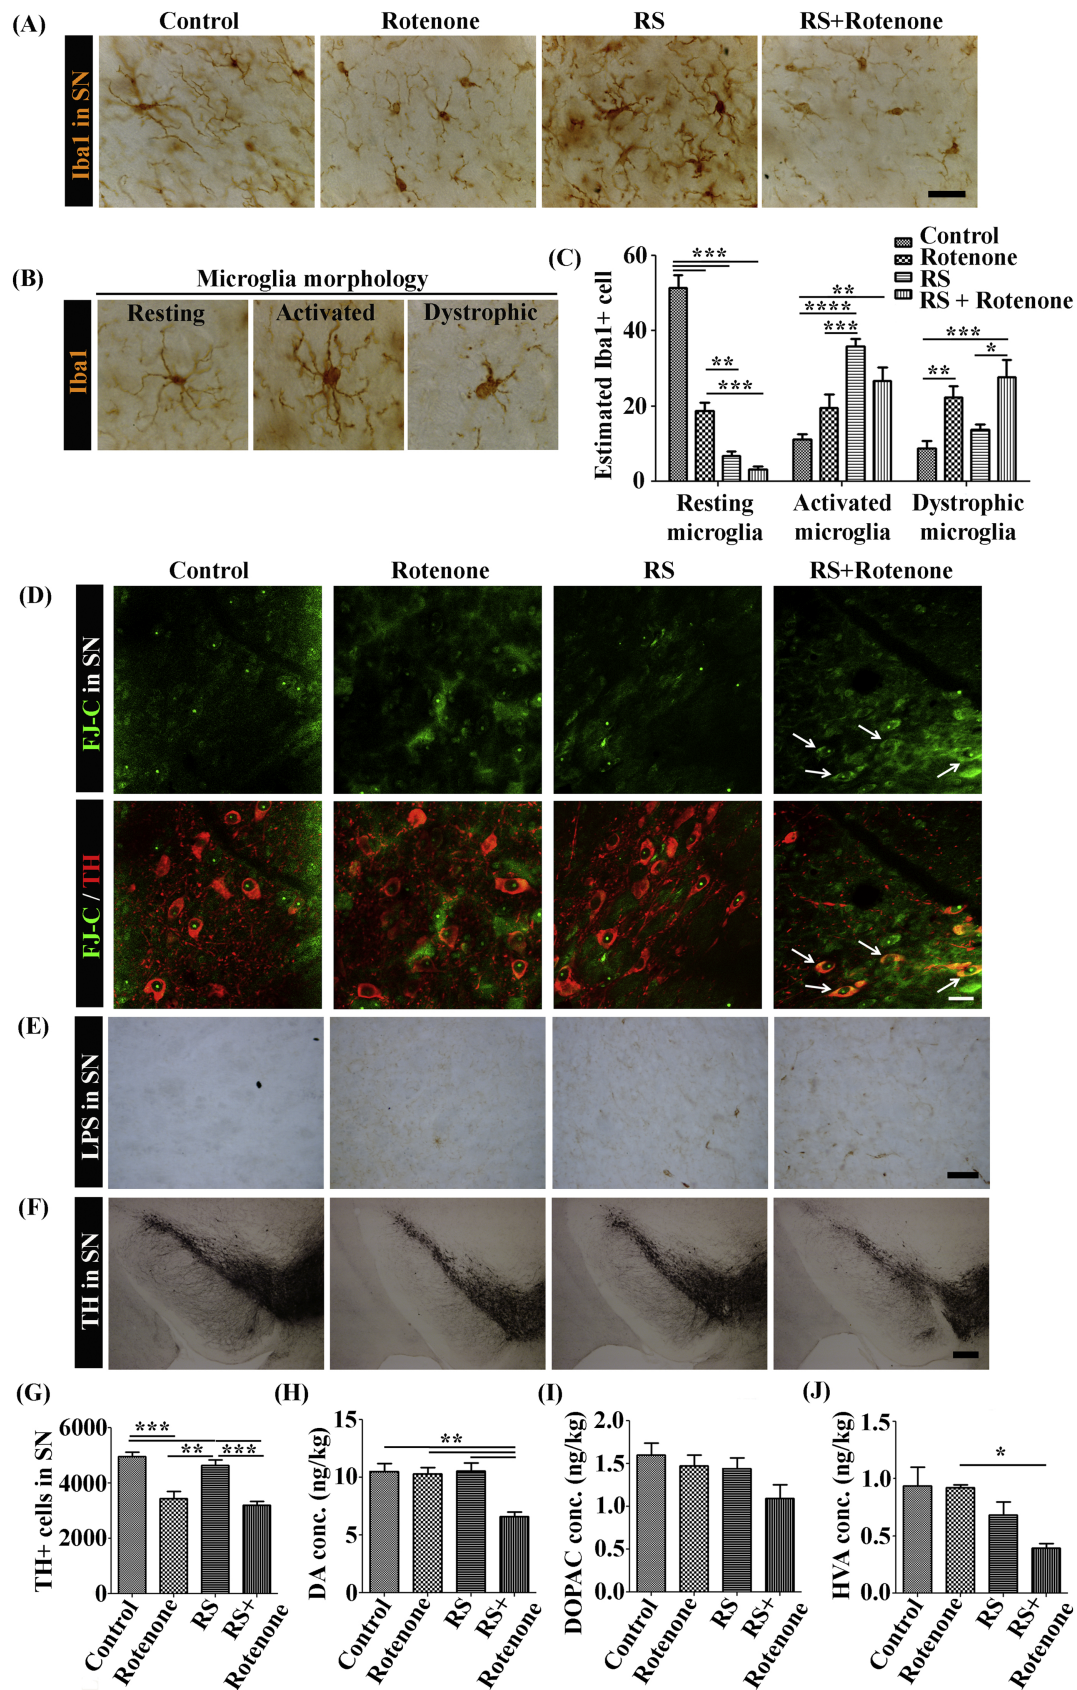 (A) Control Rotenone RS RS+Rotenone
Iba1 in SN
(B) Microglia morphology
Resting Activated Dystrophic
Iba1
(C)
Control
Rotenone
RS
RS + Rotenone
Estimated Iba1+ cell
60
40
20
0
***
**
***
**
****
***
***
*
**
Resting microglia
Activated microglia
Dystrophic microglia
Control Rotenone RS RS+Rotenone
(D)
FJ-C in SN
FJ-C / TH
(E)
LPS in SN
(F)
TH in SN
(G)
TH+ cells in SN
6000
4000
2000
0
***
** ***
Control
Rotenone
RS
RS+
Rotenone
(H)
DA conc. (ng/kg)
15
10
5
0
**
Control
Rotenone
RS
RS+
Rotenone
(I)
DOPAC conc. (ng/kg)
2.0
1.5
1.0
0.5
0.0
Control
Rotenone
RS
RS+
Rotenone
(J)
HVA conc. (ng/kg)
1.5
1.0
0.5
0.0
*
Control
Rotenone
RS
RS+
Rotenone